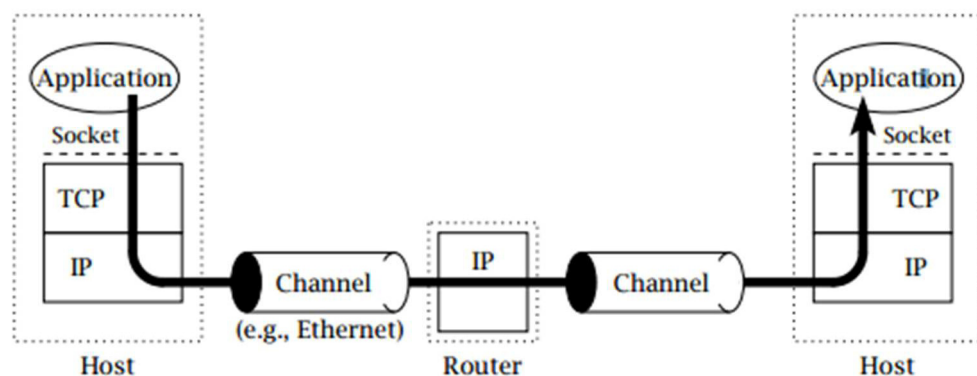 Application
Application
Socket
Socket
TCP
TCP
IP
IP
IP
Channel
Channel
(e.g., Ethernet)
Host
Router
Host